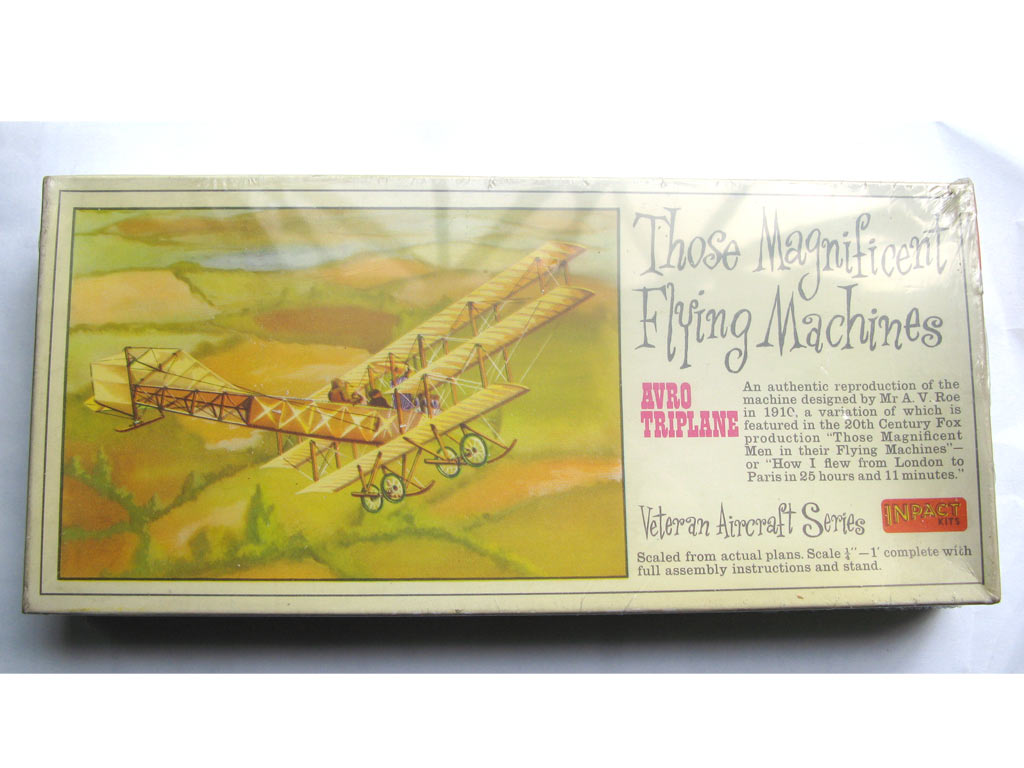 Those Magnificent
Flying Machines
AVRO
TRIPLANE
An authentic reproduction of the
machine designed by Mr A. V. Roe
in 1910, a variation of which is
featured in the 20th Century Fox
production "Those Magnificent
Men in their Flying Machines"—
or "How I flew from London to
Paris in 25 hours and 11 minutes."
Veteran Aircraft Series
INPACT
KITS
Scaled from actual plans. Scale ¼"—1' complete with
full assembly instructions and stand.